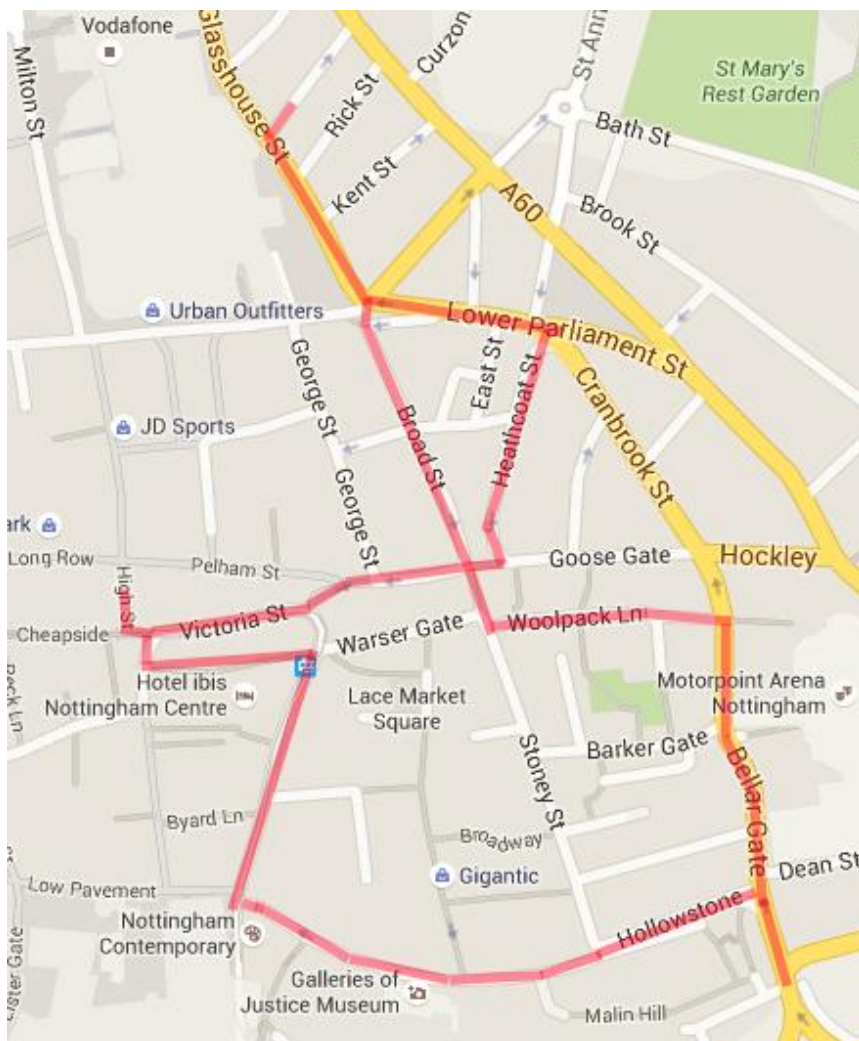 Vodafone
Glasshouse St
Milton St
Rick St
Curzon
St Ann
St Mary's
Rest Garden
Bath St
Kent St
A60
Brook St
Urban Outfitters
Lower Parliament St
George St
East St
Heathcoat St
Cranbrook St
JD Sports
Broad St
George St
ark
Long Row
Pelham St
Goose Gate
Hockley
High St
Victoria St
Cheapside
Warser Gate
Woolpack Ln
Hotel ibis
Nottingham Centre
Lace Market
Square
Motorpoint Arena
Nottingham
Barker Gate
Stoney St
Bellar Gate
Byard Ln
Broadway
Gigantic
Dean St
Low Pavement
Hollowstone
Nottingham
Contemporary
Galleries of
Justice Museum
Malin Hill